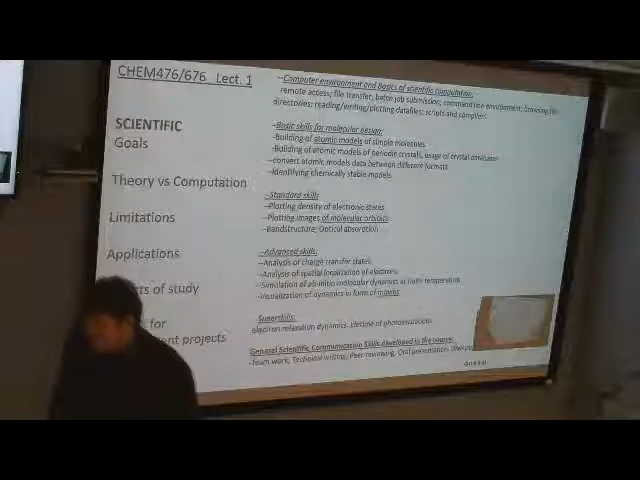 CHEM476/676 Lect. 1
SCIENTIFIC
Goals
Theory vs Computation
Limitations
Applications
of study
for
projects
--Computer environment and Basics of scientific computation:
remote access; file transfer; batch job submission; command line environment; browsing
directories; reading/writing/plotting datafiles; scripts and compilers
--Basic skills for molecular design:
-Building of atomic models of simple molecules
-Building of atomic models of periodic crystals, usage of crystal databases
-convert atomic models data between different formats
-Identifying chemically stable models
--Standard skills
--Plotting density of electronic states
--Plotting images of molecular orbitals
--Bandstructure, Optical absorption
--Advanced skills:
--Analysis of charge transfer states
--Analysis of spatial localization of electrons
--Simulation of ab-initio molecular dynamics at finite temperature
--Visualization of dynamics in form of movies
Superskills:
electron relaxation dynamics. Lifetime of photoexcitations
General Scientific Communication Skills developed in the course:
-Team work, Technical writing, Peer reviewing, Oral presentation,